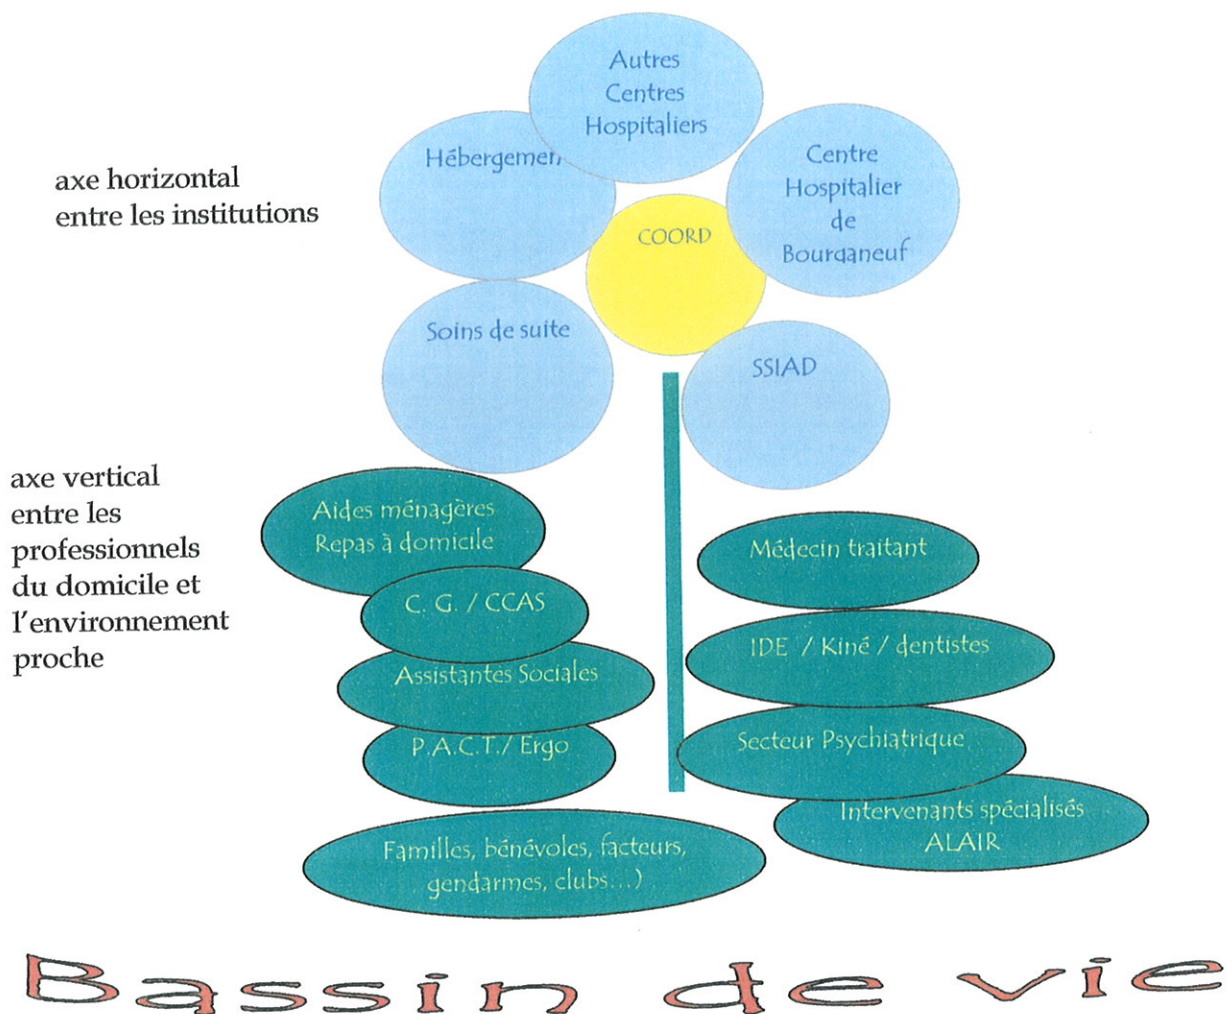 Autres
Centres
Hospitaliers
Hébergemen
Centre
Hospitalier
de
Bourganeuf
axe horizontal
entre les institutions
COORD
Soins de suite
SSIAD
axe vertical
entre les
professionnels
du domicile et
l'environnement
proche
Aides ménagères
Repas à domicile
Médecin traitant
C. G. / CCAS
IDE / Kiné / dentistes
Assistantes Sociales
Secteur Psychiatrique
P.A.C.T./ Ergo
Intervenants spécialisés
ALAIR
Familles, bénévoles, facteurs,
gendarmes, clubs...)
Bassin de vie